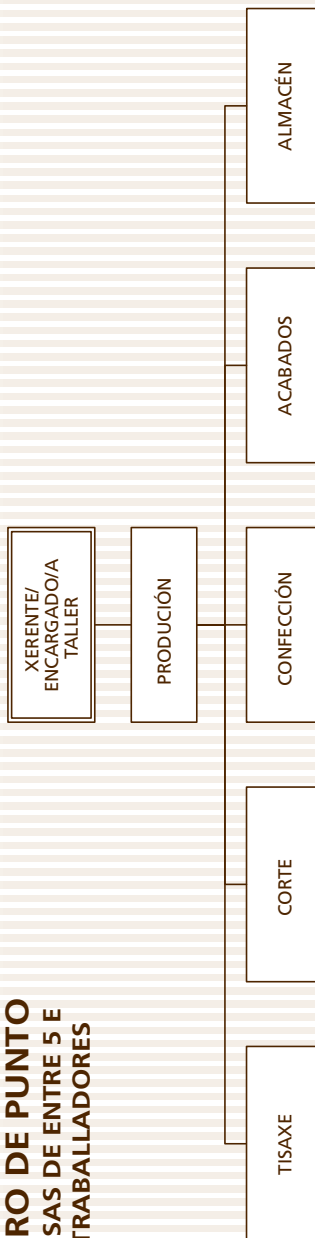 RO DE PUNTO
SAS DE ENTRE 5 E
TRABALLADORES
XERENTE/
ENCARGADO/A
TALLER
PRODUCIÓN
TISAXE
CORTE
CONFECCIÓN
ACABADOS
ALMACÉN